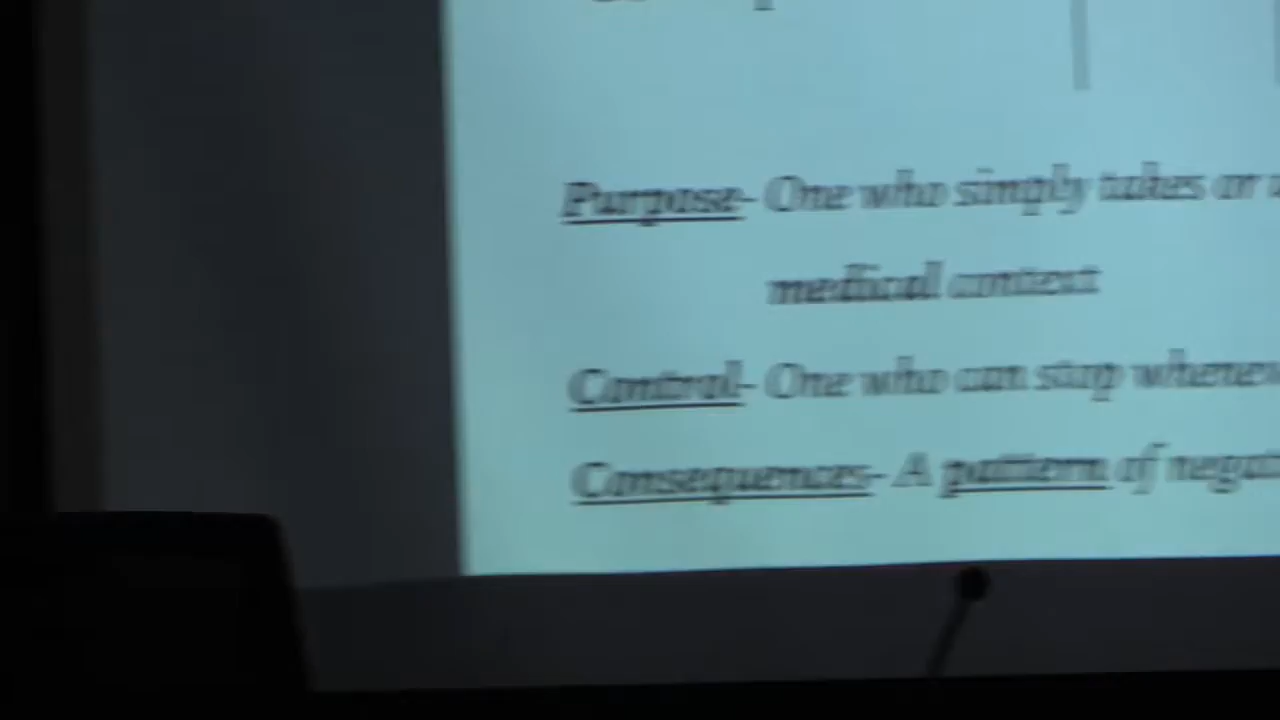 Purpose- One who simply takes or
medical context
Control- One who can stop
Consequences- A pattern of